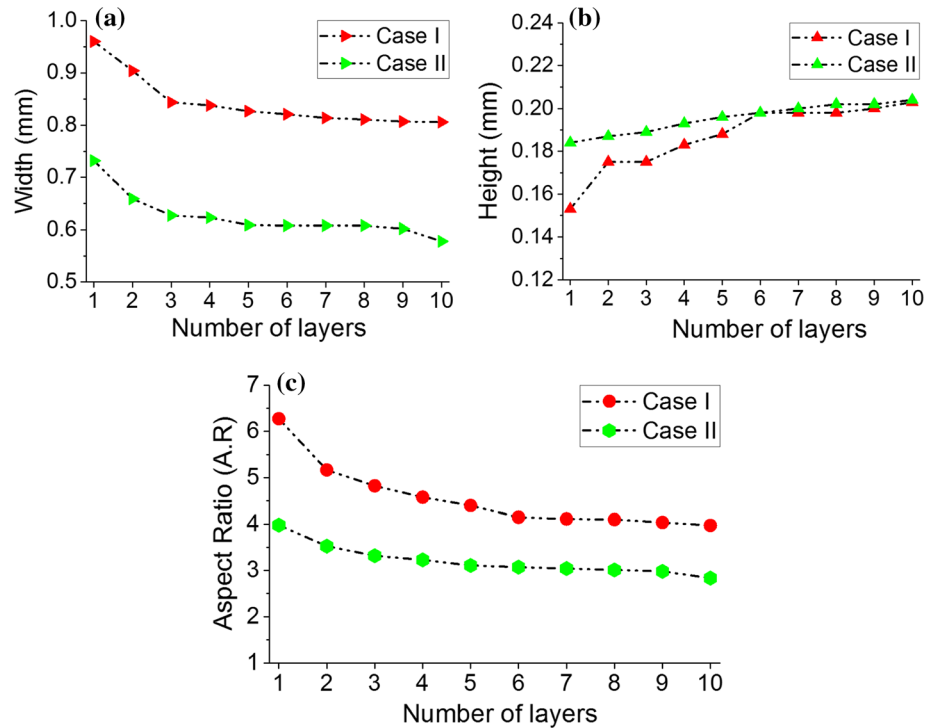 (a)
Case I
Case II
1.0
0.9
0.8
0.7
0.6
0.5
Width (mm)
1 2 3 4 5 6 7 8 9 10
Number of layers
(b)
Case I
Case II
0.24
0.22
0.20
0.18
0.16
0.14
0.12
Height (mm)
1 2 3 4 5 6 7 8 9 10
Number of layers
(c)
Case I
Case II
7
6
5
4
3
2
1
Aspect Ratio (A.R)
1 2 3 4 5 6 7 8 9 10
Number of layers